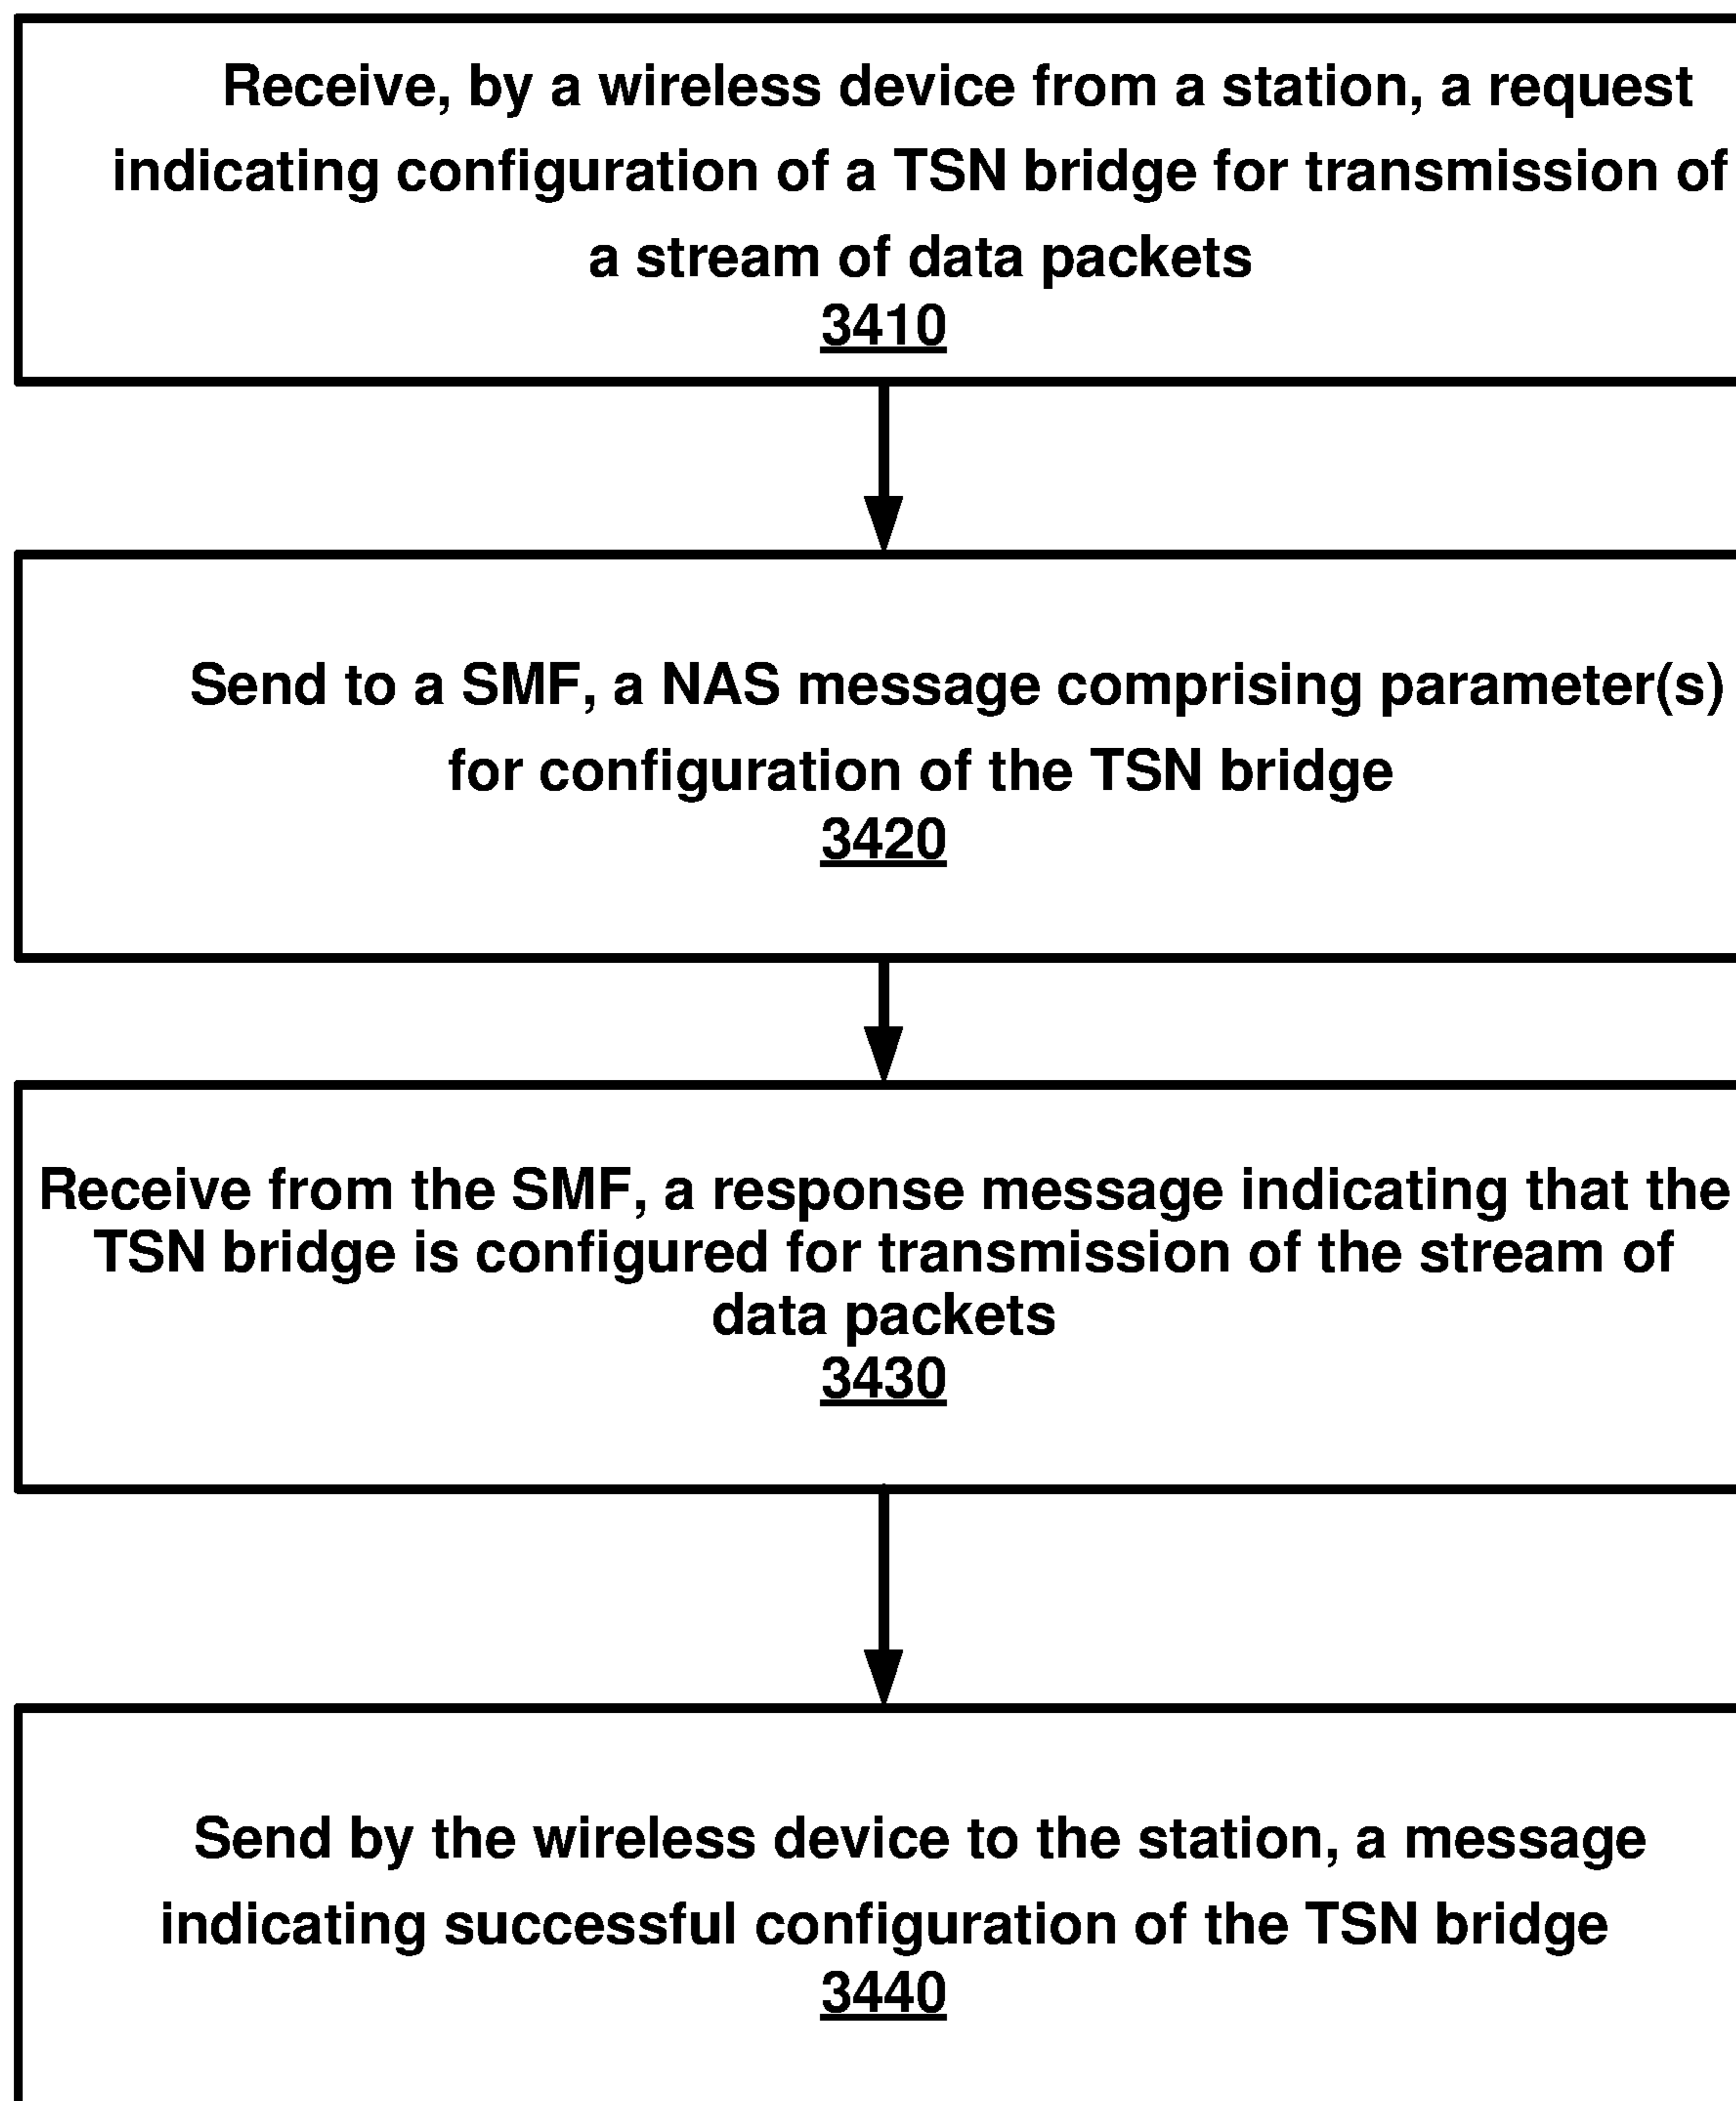 Receive, by a wireless device from a station, a request
indicating configuration of a TSN bridge for transmission of
a stream of data packets
3410
Send to a SMF, a NAS message comprising parameter(s)
for configuration of the TSN bridge
3420
Receive from the SMF, a response message indicating that the
TSN bridge is configured for transmission of the stream of
data packets
3430
Send by the wireless device to the station, a message
indicating successful configuration of the TSN bridge
3440